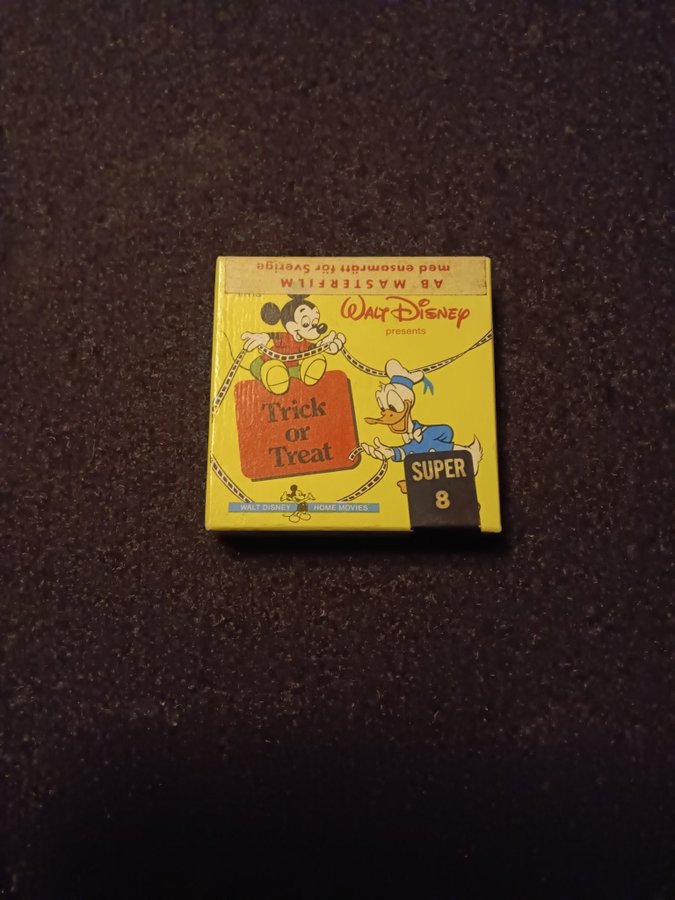 AB MASTERFILM
med ensamrätt för Sverige
WALT DISNEY
presents
Trick
or
Treat
SUPER
8
WALT DISNEY HOME MOVIES